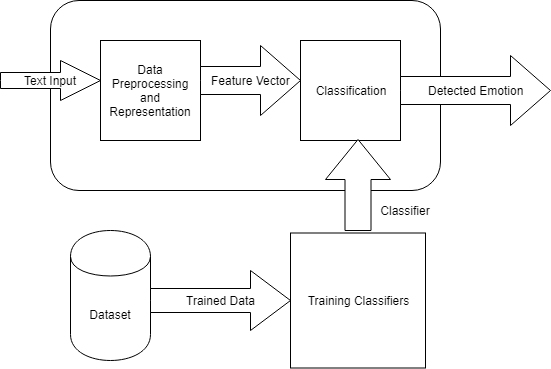 Text Input
Data
Preprocessing
and
Representation
Feature Vector
Classification
Detected Emotion
Classifier
Dataset
Trained Data
Training Classifiers